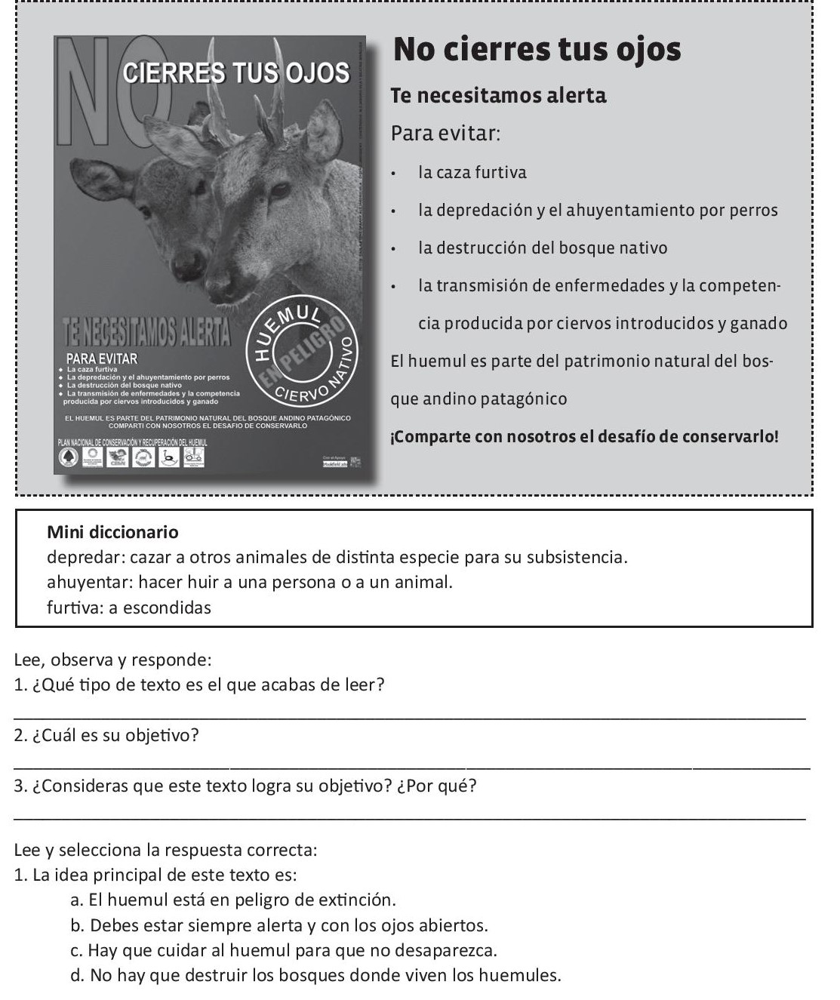 NO
CIERRES TUS OJOS
TE NECESITAMOS ALERTA
PARA EVITAR
La caza furtiva
La depredación y el ahuyentamiento por perros
La destrucción del bosque nativo
La transmisión de enfermedades y la competencia
producida por ciervos introducidos y ganado
HUEMUL
EN PELIGRO
CIERVO NATIVO
EL HUEMUL ES PARTE DEL PATRIMONIO NATURAL DEL BOSQUE ANDINO PATAGÓNICO
COMPARTI CON NOSOTROS EL DESAFIO DE CONSERVARLO
PLAN NACIONAL DE CONSERVACIÓN Y RECUPERACIÓN DEL HUEMUL
No cierres tus ojos
Te necesitamos alerta
Para evitar:
• la caza furtiva
• la depredación y el ahuyentamiento por perros
• la destrucción del bosque nativo
• la transmisión de enfermedades y la competen-
cia producida por ciervos introducidos y ganado
El huemul es parte del patrimonio natural del bos-
que andino patagónico
¡Comparte con nosotros el desafío de conservarlo!
Mini diccionario
depredar: cazar a otros animales de distinta especie para su subsistencia.
ahuyentar: hacer huir a una persona o a un animal.
furtiva: a escondidas
Lee, observa y responde:
1. ¿Qué tipo de texto es el que acabas de leer?
2. ¿Cuál es su objetivo?
3. ¿Consideras que este texto logra su objetivo? ¿Por qué?
Lee y selecciona la respuesta correcta:
1. La idea principal de este texto es:
a. El huemul está en peligro de extinción.
b. Debes estar siempre alerta y con los ojos abiertos.
c. Hay que cuidar al huemul para que no desaparezca.
d. No hay que destruir los bosques donde viven los huemules.